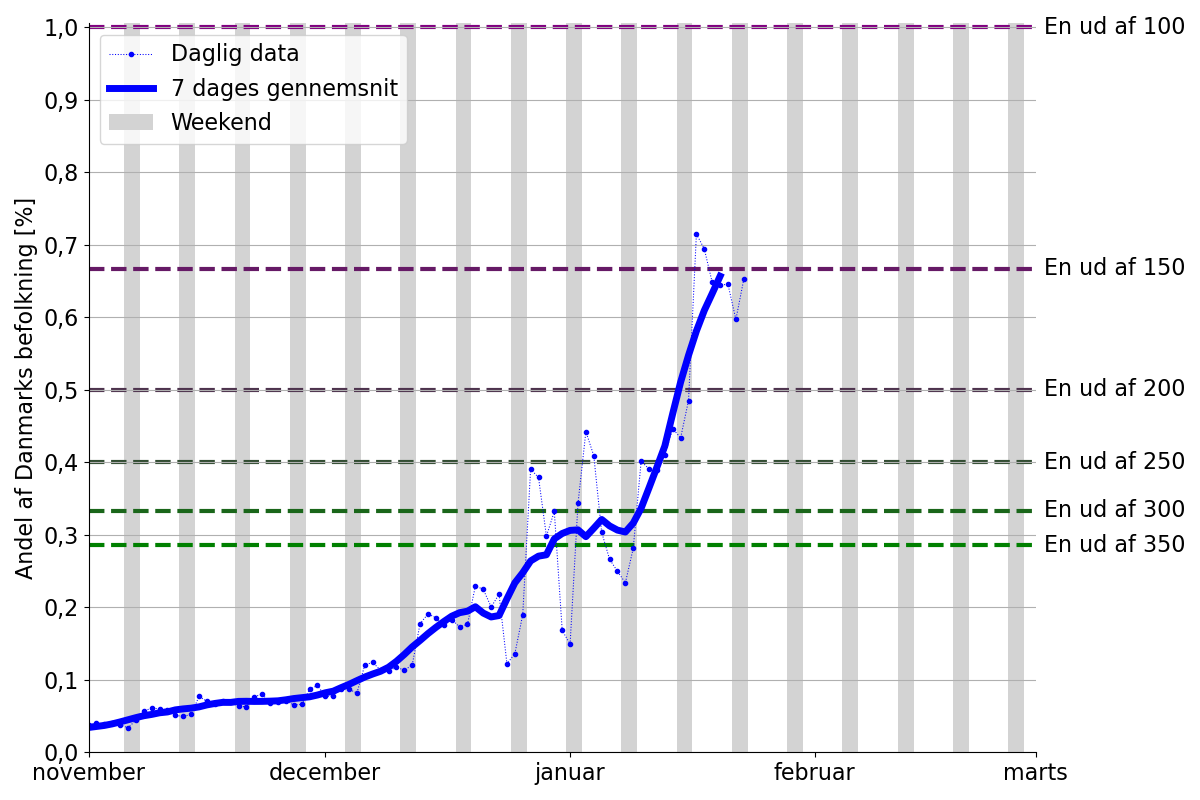 1,0
0,9
0,8
0,7
0,6
0,5
0,4
0,3
0,2
0,1
0,0
Andel af Danmarks befolkning [%]
Daglig data
7 dages gennemsnit
Weekend
En ud af 100
En ud af 150
En ud af 200
En ud af 250
En ud af 300
En ud af 350
november
december
januar
februar
marts